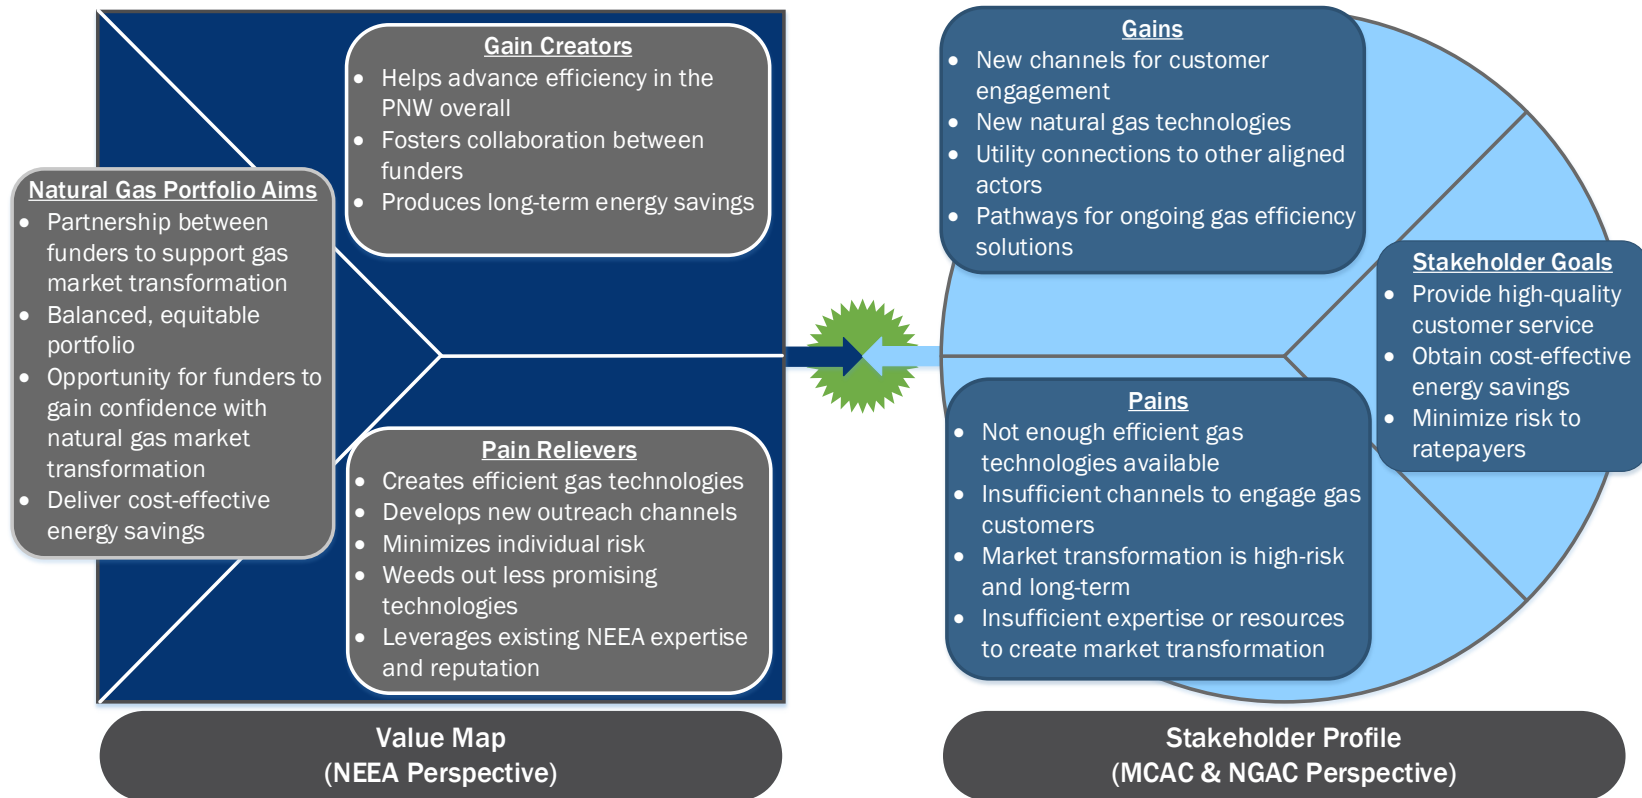 Gain Creators
• Helps advance efficiency in the
PNW overall
• Fosters collaboration between
funders
• Produces long-term energy savings
Natural Gas Portfolio Aims
• Partnership between
funders to support gas
market transformation
• Balanced, equitable
portfolio
• Opportunity for funders to
gain confidence with
natural gas market
transformation
• Deliver cost-effective
energy savings
Pain Relievers
• Creates efficient gas technologies
• Develops new outreach channels
• Minimizes individual risk
• Weeds out less promising
technologies
• Leverages existing NEEA expertise
and reputation
Value Map
(NEEA Perspective)
Gains
• New channels for customer
engagement
• New natural gas technologies
• Utility connections to other aligned
actors
• Pathways for ongoing gas efficiency
solutions
Stakeholder Goals
• Provide high-quality
customer service
• Obtain cost-effective
energy savings
• Minimize risk to
ratepayers
Pains
• Not enough efficient gas
technologies available
• Insufficient channels to engage gas
customers
• Market transformation is high-risk
and long-term
• Insufficient expertise or resources
to create market transformation
Stakeholder Profile
(MCAC & NGAC Perspective)